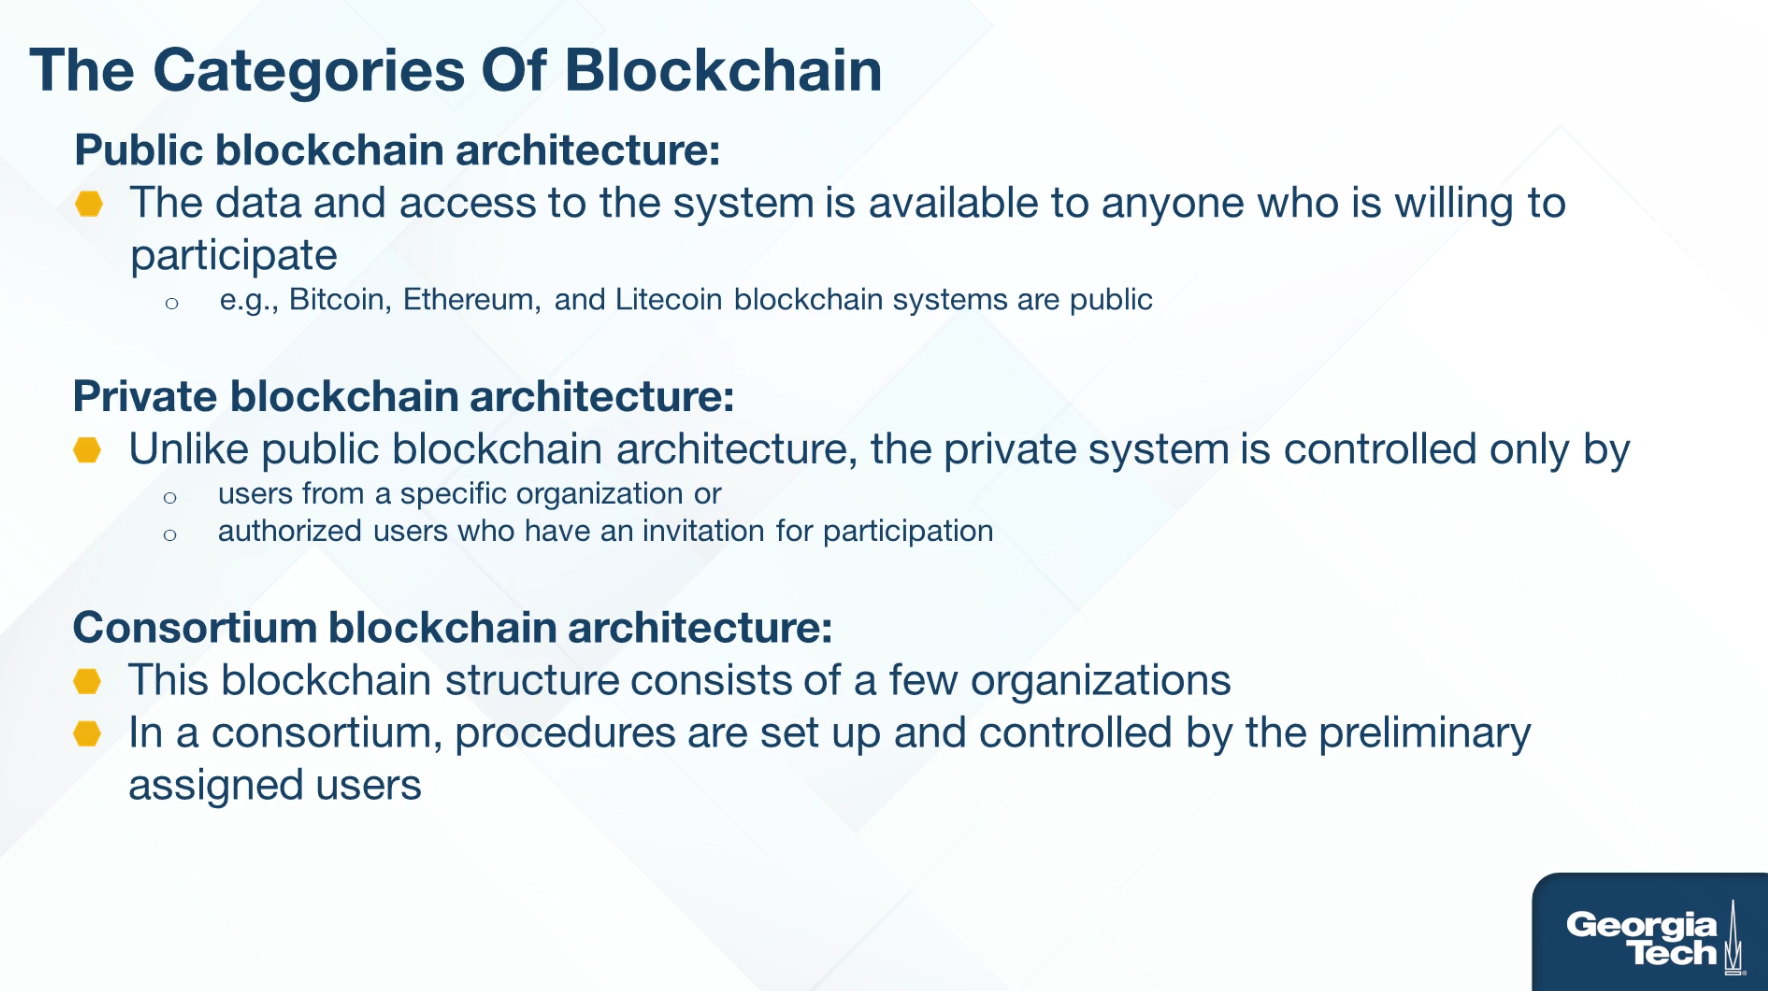 The Categories Of Blockchain
Public blockchain architecture:
The data and access to the system is available to anyone who is willing to
participate
e.g., Bitcoin, Ethereum, and Litecoin blockchain systems are public
Private blockchain architecture:
Unlike public blockchain architecture, the private system is controlled only by
users from a specific organization or
authorized users who have an invitation for participation
Consortium blockchain architecture:
This blockchain structure consists of a few organizations
In a consortium, procedures are set up and controlled by the preliminary
assigned users
Georgia
Tech